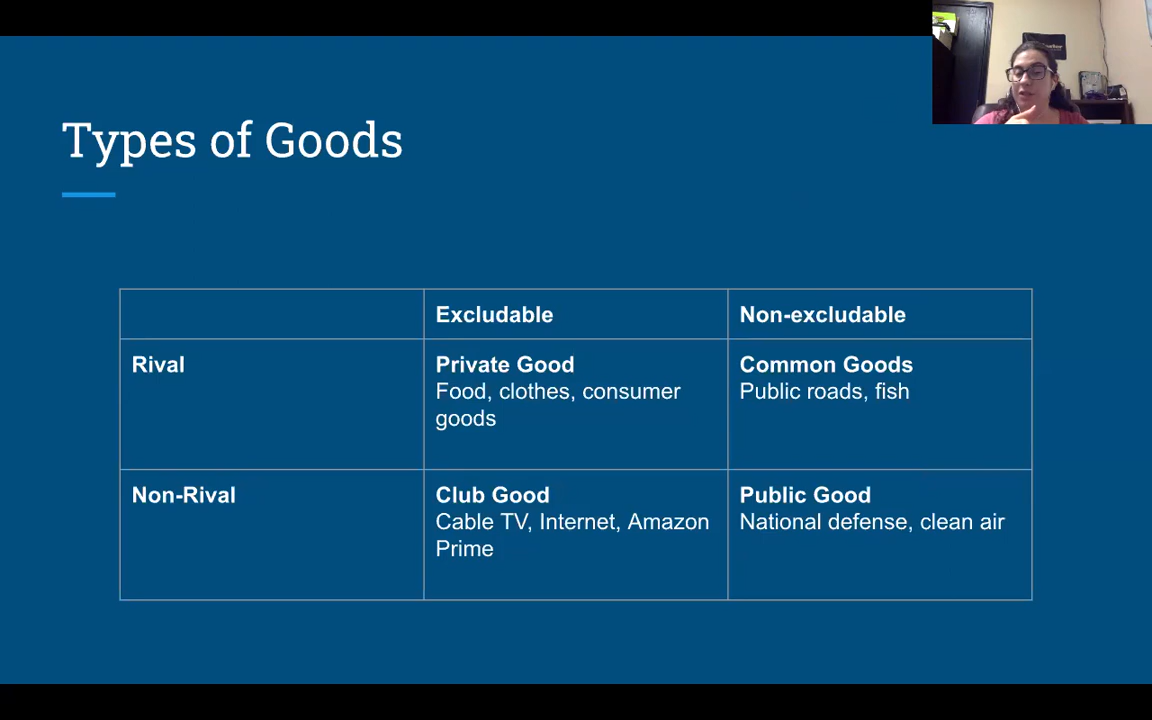 Types of Goods
Excludable
Non-excludable
Rival
Private Good
Food, clothes, consumer
goods
Common Goods
Public roads, fish
Non-Rival
Club Good
Cable TV, Internet, Amazon
Prime
Public Good
National defense, clean air